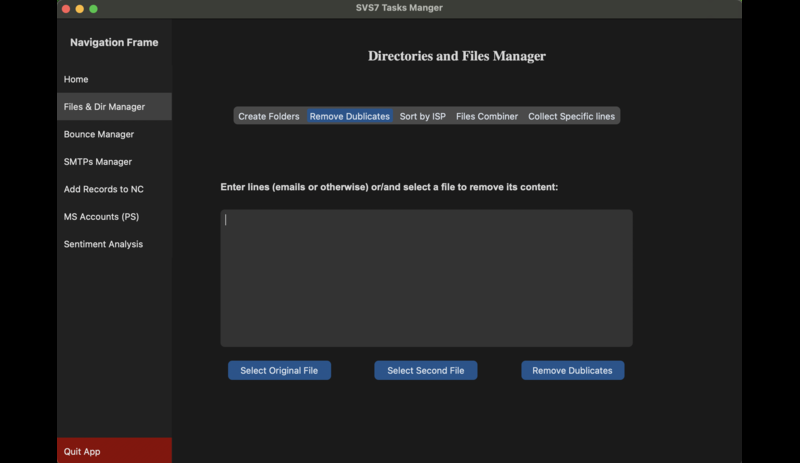 SVS7 Tasks Manger
Navigation Frame
Home
Files & Dir Manager
Bounce Manager
SMTPs Manager
Add Records to NC
MS Accounts (PS)
Sentiment Analysis
Quit App
Directories and Files Manager
Create Folders Remove Dublicates Sort by ISP Files Combiner Collect Specific lines
Enter lines (emails or otherwise) or/and select a file to remove its content:
Select Original File Select Second File Remove Dublicates